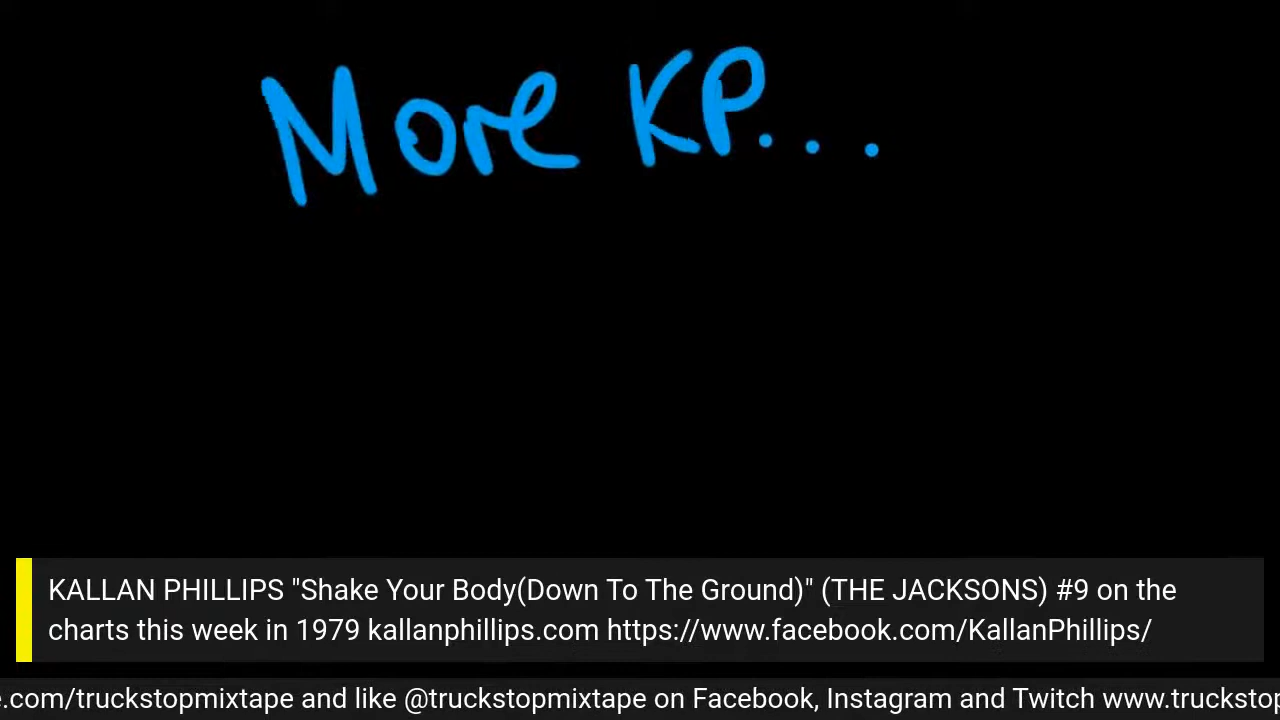 More KP...
KALLAN PHILLIPS "Shake Your Body(Down To The Ground)" (THE JACKSONS) #9 on the
charts this week in 1979 kallanphillips.com https://www.facebook.com/KallanPhillips/
e.com/truckstopmixtape and like @truckstopmixtape on Facebook, Instagram and Twitch www.truckstop